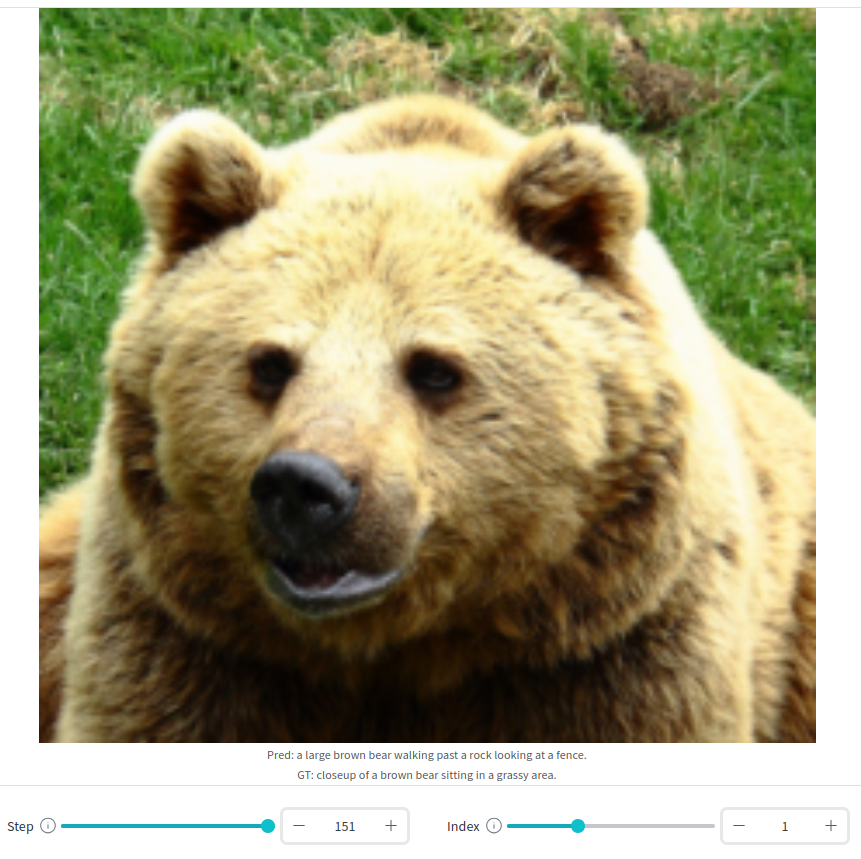 Pred: a large brown bear walking past a rock looking at a fence.
GT: closeup of a brown bear sitting in a grassy area.
Step 151 Index 1